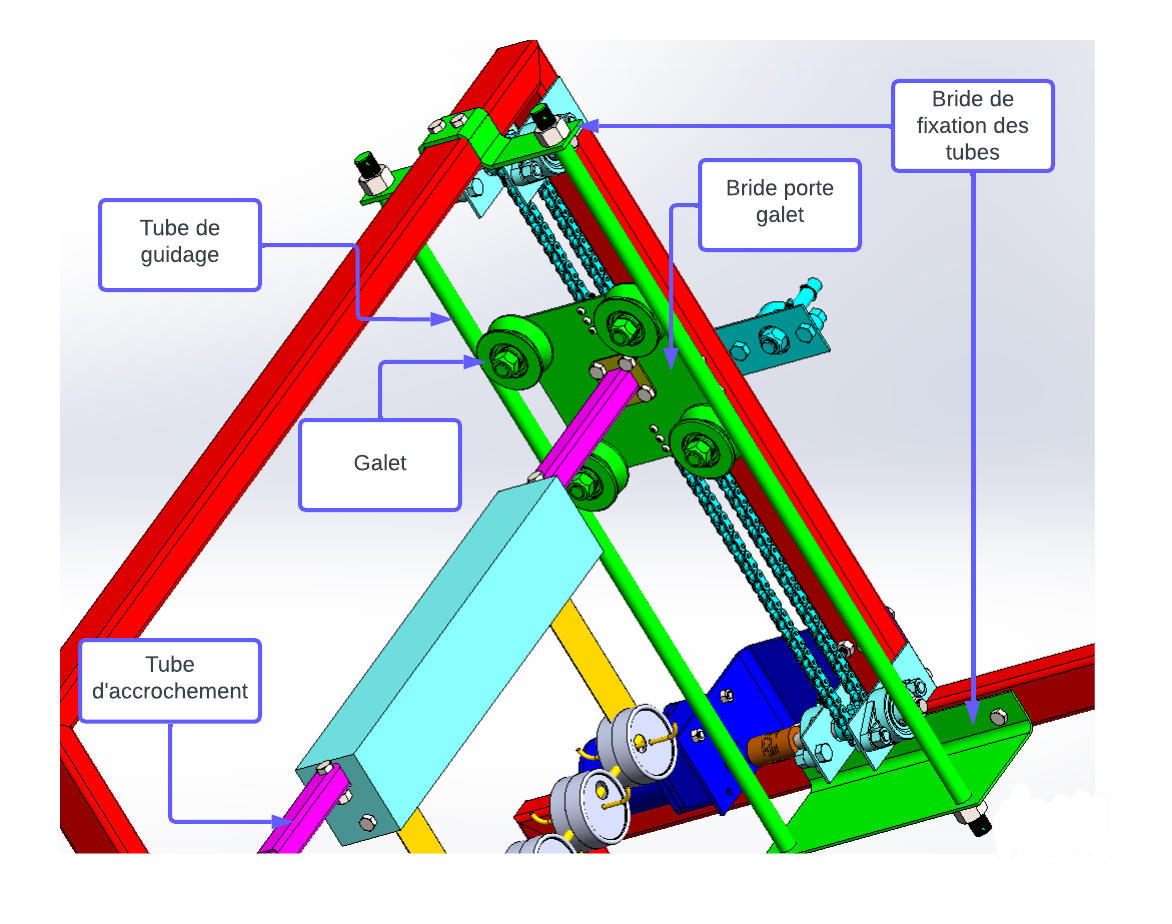 Bride de
fixation des
tubes
Bride porte
galet
Tube de
guidage
Galet
Tube
d'accrochement